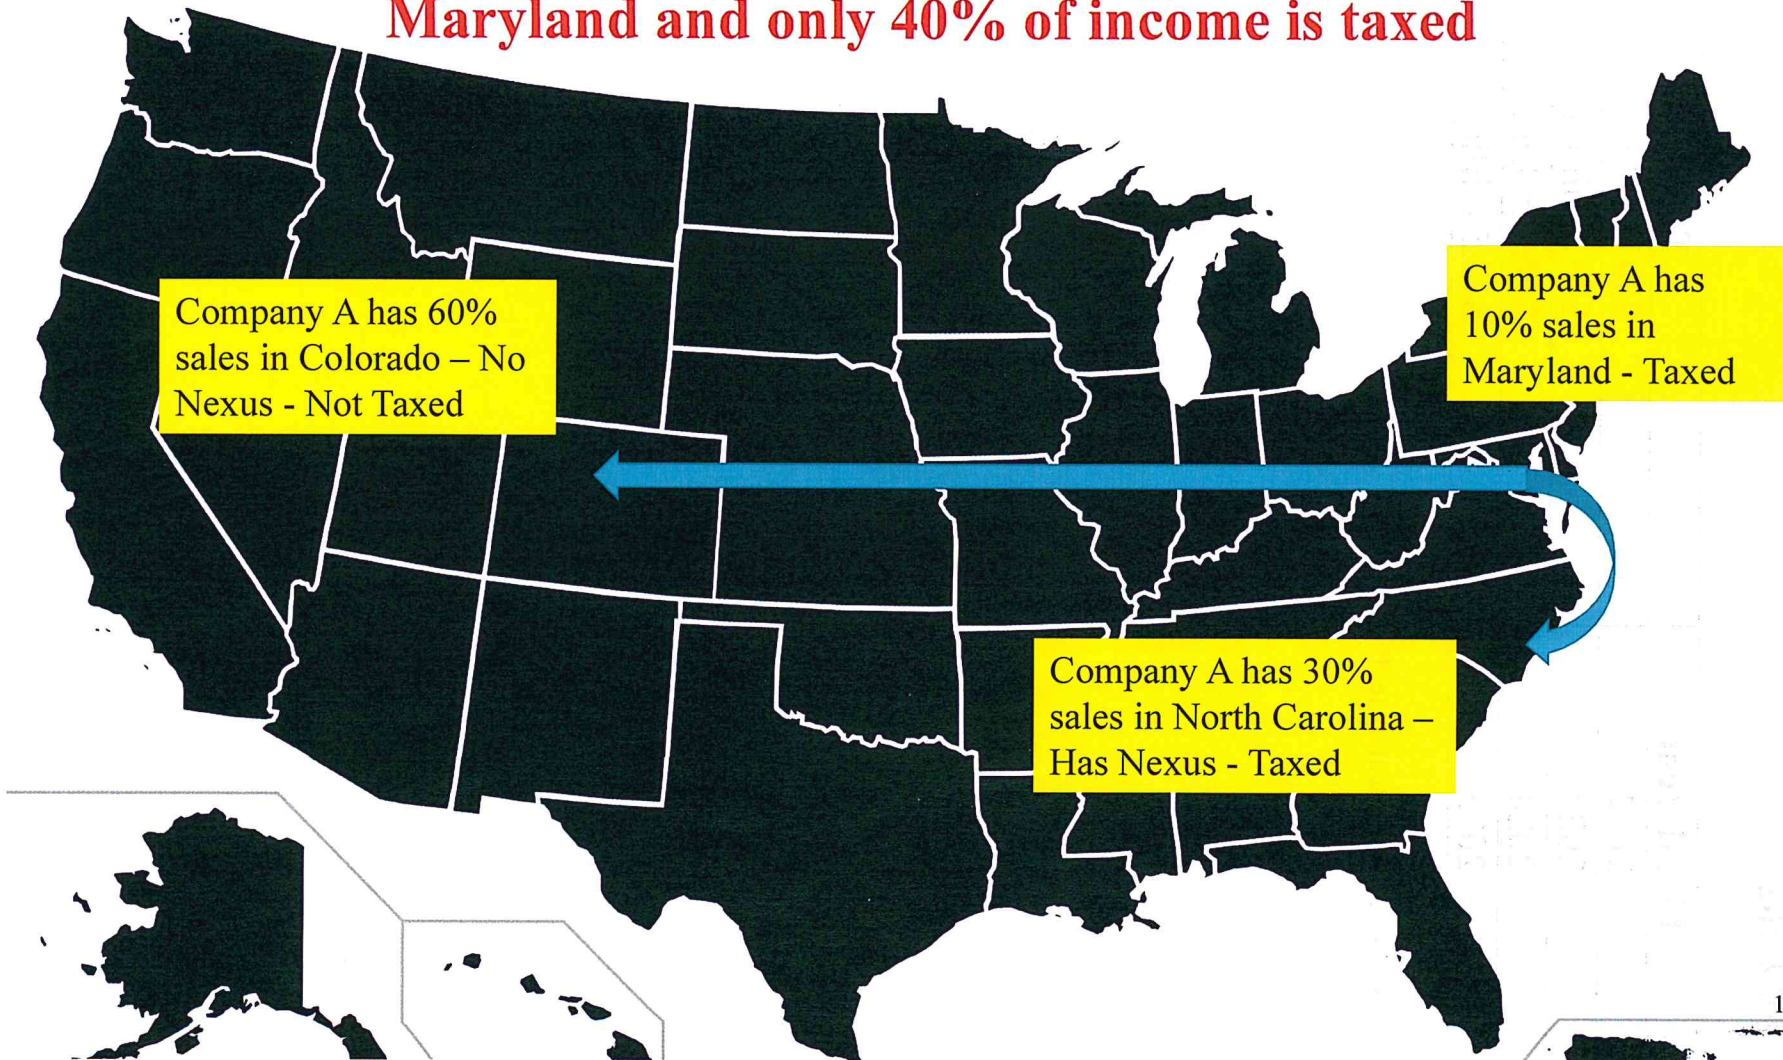 Maryland and only 40% of income is taxed
Company A has 60%
sales in Colorado – No
Nexus - Not Taxed
Company A has
10% sales in
Maryland - Taxed
Company A has 30%
sales in North Carolina –
Has Nexus - Taxed
1